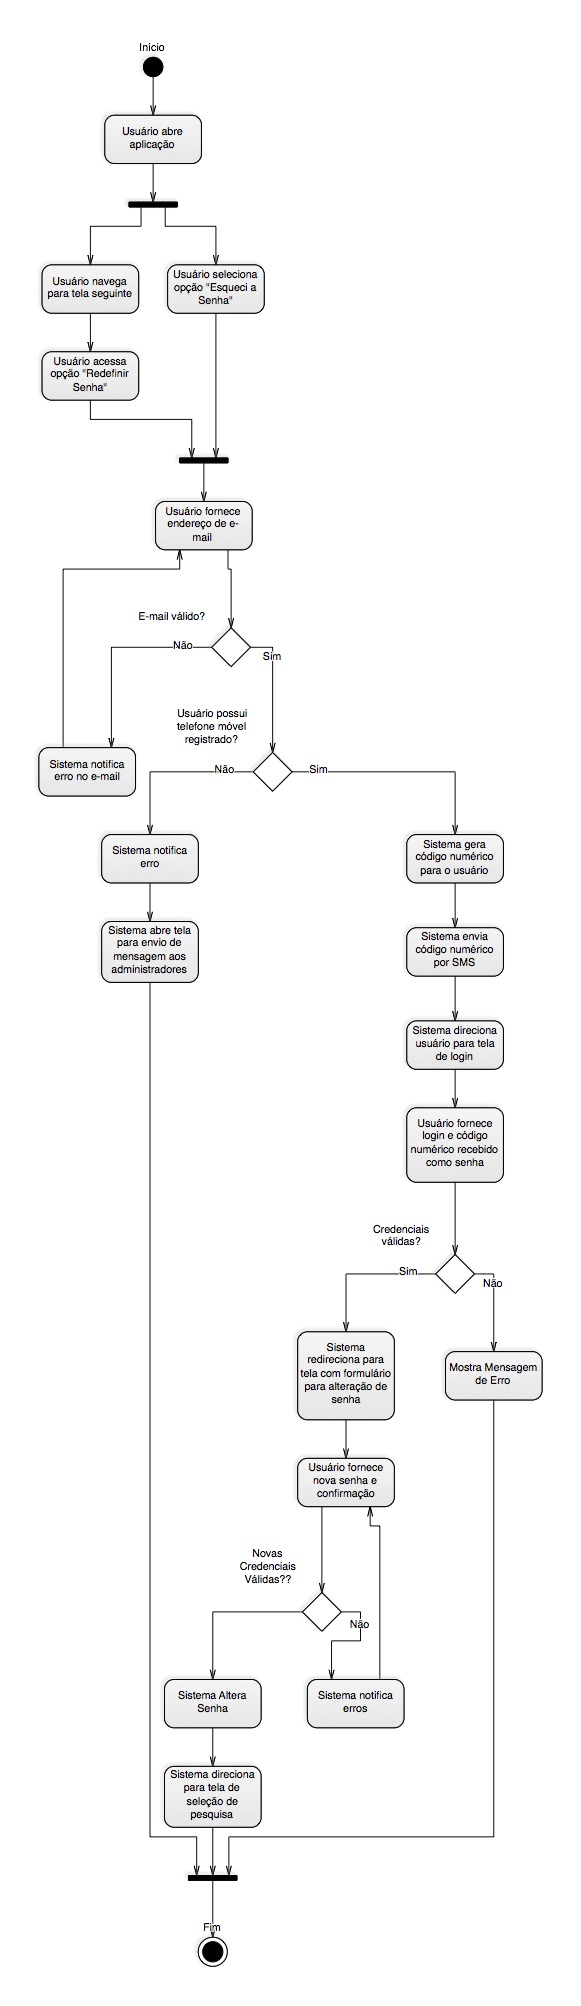 Início
Usuário abre
aplicação
Usuário navega
para tela seguinte
Usuário seleciona
opção "Esqueci a
Senha"
Usuário acessa
opção "Redefinir
Senha"
Usuário fornece
endereço de e-
mail
E-mail válido?
Não
Sim
Usuário possui
telefone móvel
registrado?
Sistema notifica
erro no e-mail
Não
Sim
Sistema notifica
erro
Sistema gera
código numérico
para o usuário
Sistema abre tela
para envio de
mensagem aos
administradores
Sistema envia
código numérico
por SMS
Sistema direciona
usuário para tela
de login
Usuário fornece
login e código
numérico recebido
como senha
Credenciais
válidas?
Sim
Não
Sistema
redireciona para
tela com formulário
para alteração de
senha
Mostra Mensagem
de Erro
Usuário fornece
nova senha e
confirmação
Novas
Credenciais
Válidas??
Não
Sistema Altera
Senha
Sistema notifica
erros
Sistema direciona
para tela de
seleção de
pesquisa
Fim